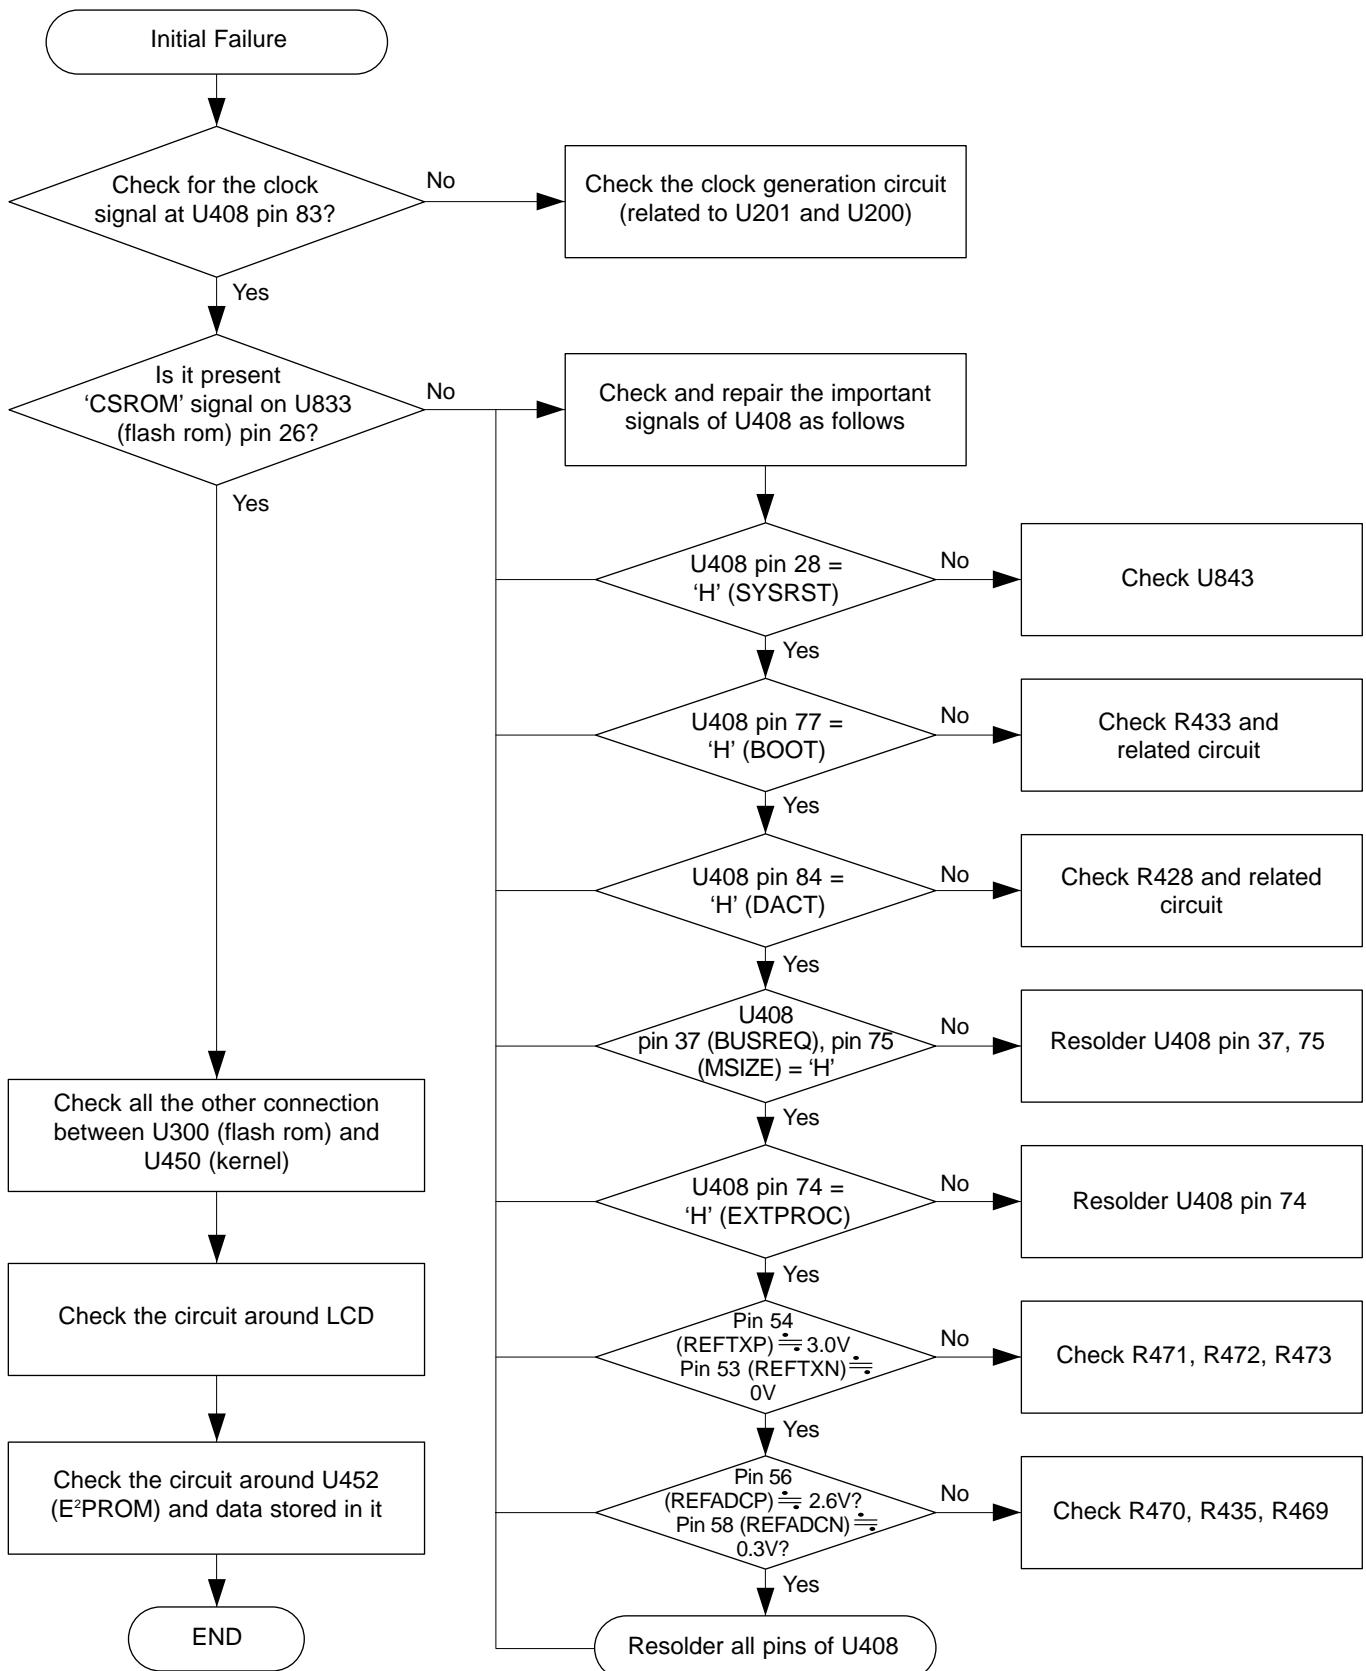 Initial Failure
Check for the clock
signal at U408 pin 83?
No
Check the clock generation circuit
(related to U201 and U200)
Yes
Is it present
‘CSROM’ signal on U833
(flash rom) pin 26?
No
Check and repair the important
signals of U408 as follows
Yes
U408 pin 28 =
‘H’ (SYSRST)
No
Check U843
Yes
U408 pin 77 =
‘H’ (BOOT)
No
Check R433 and
related circuit
Yes
U408 pin 84 =
‘H’ (DACT)
No
Check R428 and related
circuit
Yes
U408
pin 37 (BUSREQ), pin 75
(MSIZE) = ‘H’
No
Resolder U408 pin 37, 75
Yes
Check all the other connection
between U300 (flash rom) and
U450 (kernel)
U408 pin 74 =
‘H’ (EXTPROC)
No
Resolder U408 pin 74
Yes
Check the circuit around LCD
Pin 54
(REFTXP) ≒ 3.0V
Pin 53 (REFTXN) ≒
0V
No
Check R471, R472, R473
Yes
Check the circuit around U452
(E²PROM) and data stored in it
Pin 56
(REFADCP) ≒ 2.6V?
Pin 58 (REFADCN) ≒
0.3V?
No
Check R470, R435, R469
Yes
END
Resolder all pins of U408